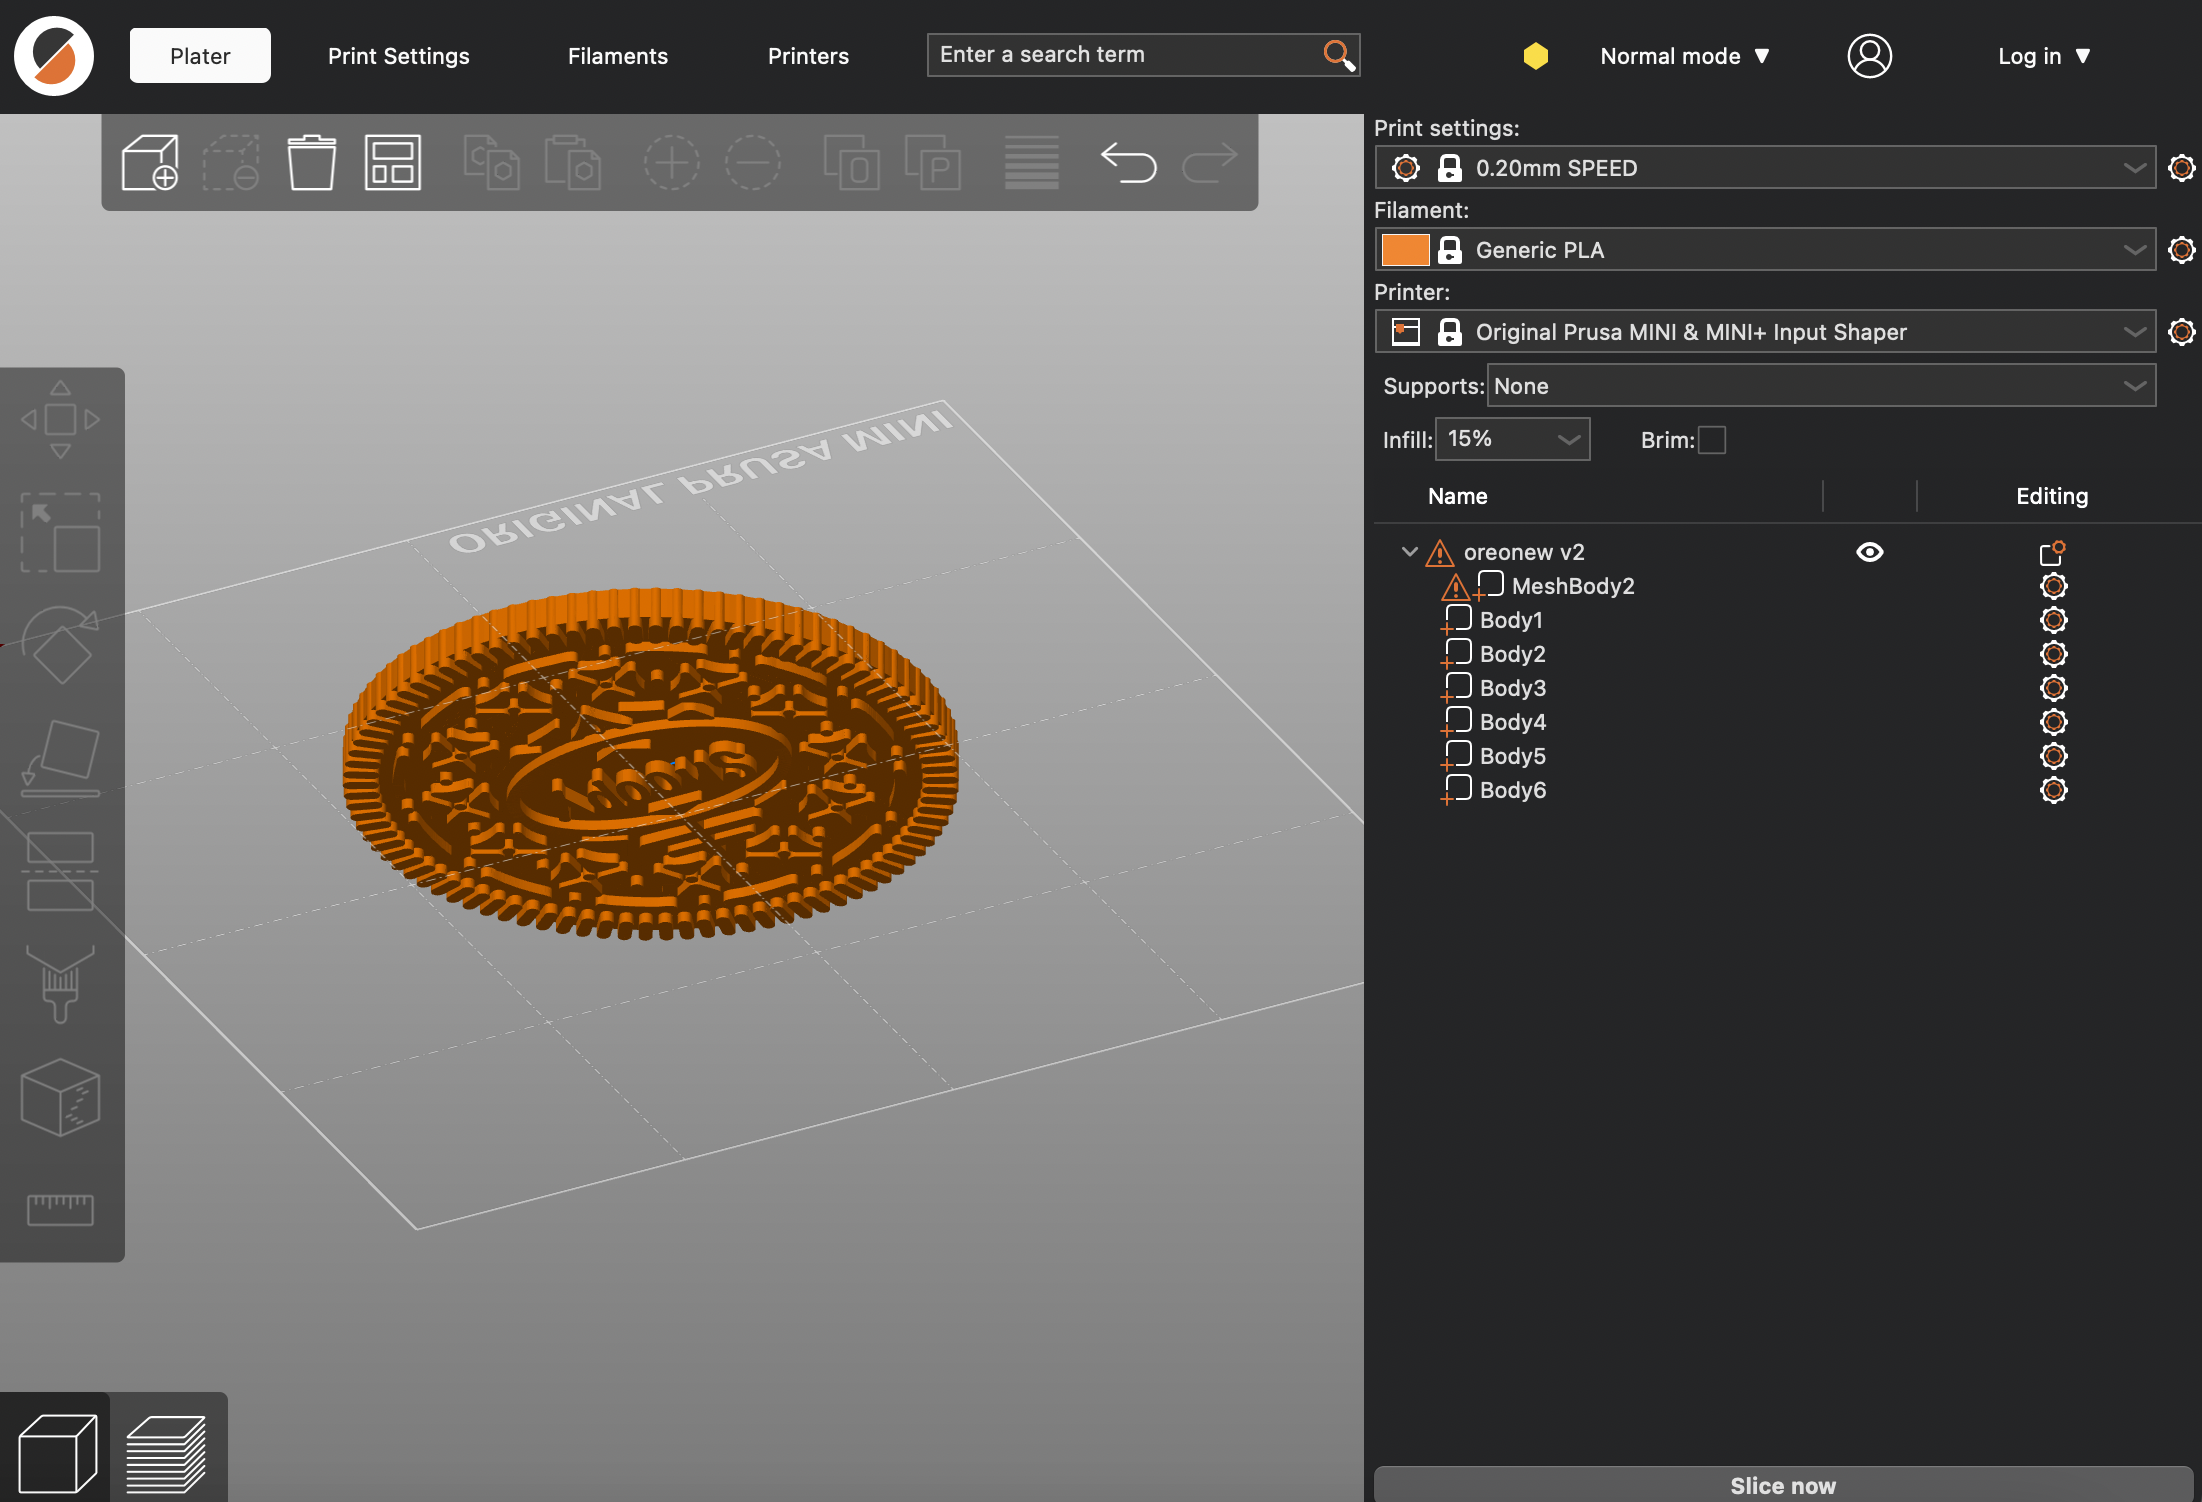 Plater
Print Settings
Filaments
Printers
Enter a search term
Normal mode
Log in
Print settings:
0.20mm SPEED
Filament:
Generic PLA
Printer:
Original Prusa MINI & MINI+ Input Shaper
Supports: None
Infill: 15%
Brim:
Name
Editing
oreonew v2
MeshBody2
Body1
Body2
Body3
Body4
Body5
Body6
ORIGINAL PRUSA MINI
Slice now